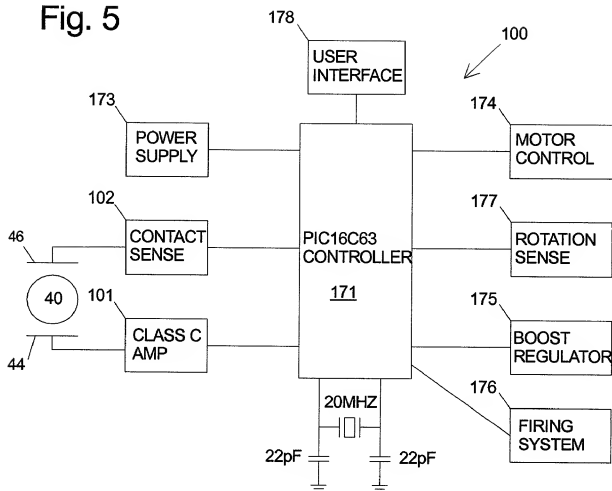 Fig. 5
178
USER
INTERFACE
100
173
POWER
SUPPLY
174
MOTOR
CONTROL
102
CONTACT
SENSE
46
40
44
177
ROTATION
SENSE
PIC16C63
CONTROLLER
171
101
CLASS C
AMP
175
BOOST
REGULATOR
176
FIRING
SYSTEM
20MHZ
22pF
22pF